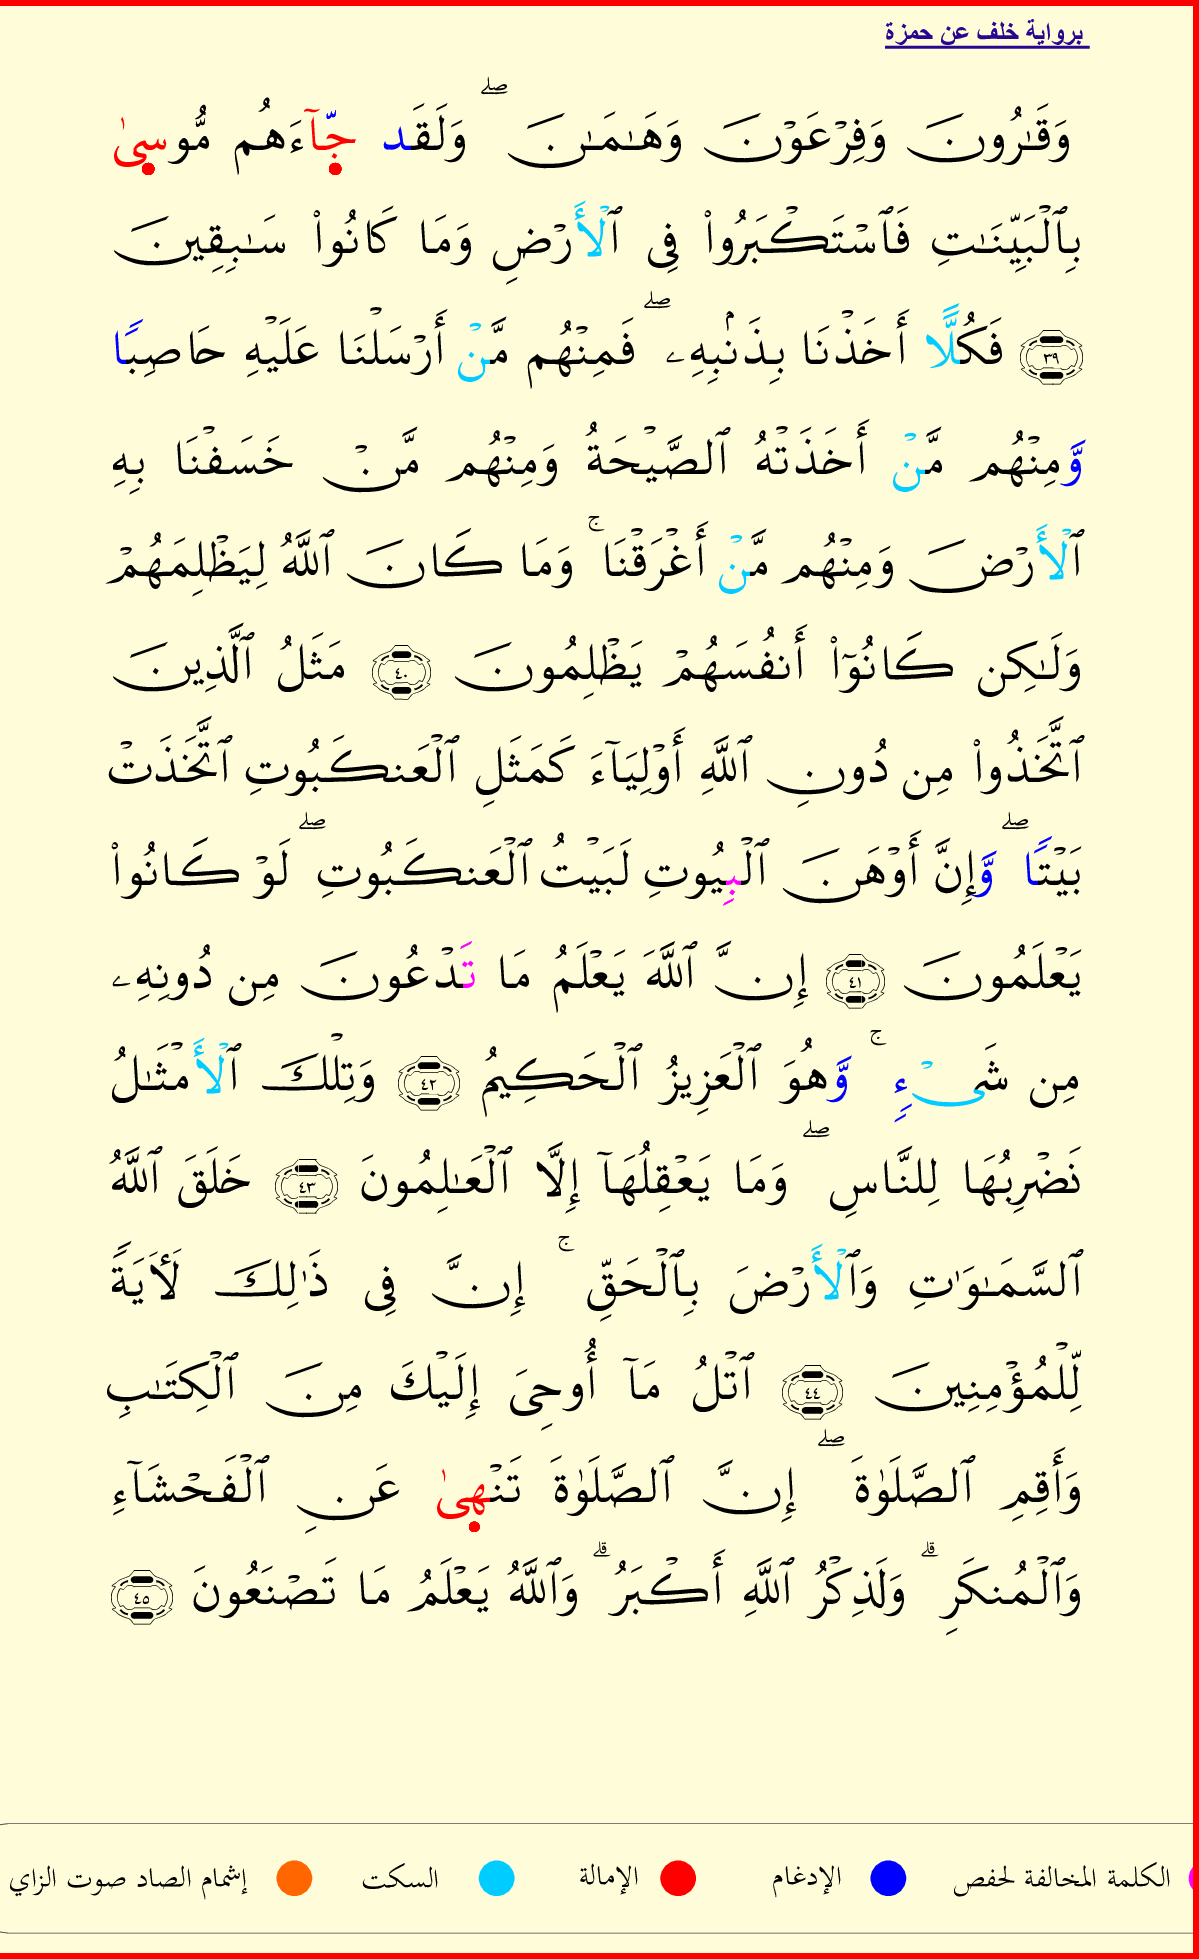 برواية خلف عن حمزة
وَقَـٰرُونَ وَفِرْعَوْنَ وَهَـٰمَـٰنَ ۖ وَلَقَد جَّآءَهُم مُّوسِىٰ
بِٱلْبَيِّنَـٰتِ فَٱسْتَكْبَرُوا۟ فِى ٱلْأَرْضِ وَمَا كَانُوا۟ سَـٰبِقِينَ
٣٩ فَكُلًّا أَخَذْنَا بِذَنۢبِهِۦ ۖ فَمِنْهُم مَّنْ أَرْسَلْنَا عَلَيْهِ حَاصِبًا
وَّمِنْهُم مَّنْ أَخَذَتْهُ ٱلصَّيْحَةُ وَمِنْهُم مَّنْ خَسَفْنَا بِهِ
ٱلْأَرْضَ وَمِنْهُم مَّنْ أَغْرَقْنَا ۚ وَمَا كَانَ ٱللَّهُ لِيَظْلِمَهُمْ
وَلَـٰكِن كَانُوٓا۟ أَنفُسَهُمْ يَظْلِمُونَ ٤٠ مَثَلُ ٱلَّذِينَ
ٱتَّخَذُوا۟ مِن دُونِ ٱللَّهِ أَوْلِيَآءَ كَمَثَلِ ٱلْعَنكَبُوتِ ٱتَّخَذَتْ
بَيْتًا ۖ وَّإِنَّ أَوْهَنَ ٱلْبِيُوتِ لَبَيْتُ ٱلْعَنكَبُوتِ ۖ لَوْ كَانُوا۟
يَعْلَمُونَ ٤١ إِنَّ ٱللَّهَ يَعْلَمُ مَا تَدْعُونَ مِن دُونِهِۦ
مِن شَىْءٍ ۚ وَّهُوَ ٱلْعَزِيزُ ٱلْحَكِيمُ ٤٢ وَتِلْكَ ٱلْأَمْثَـٰلُ
نَضْرِبُهَا لِلنَّاسِ ۖ وَمَا يَعْقِلُهَآ إِلَّا ٱلْعَـٰلِمُونَ ٤٣ خَلَقَ ٱللَّهُ
ٱلسَّمَـٰوَٰتِ وَٱلْأَرْضَ بِٱلْحَقِّ ۚ إِنَّ فِى ذَٰلِكَ لَـَٔايَةً
لِّلْمُؤْمِنِينَ ٤٤ ٱتْلُ مَآ أُوحِىَ إِلَيْكَ مِنَ ٱلْكِتَـٰبِ
وَأَقِمِ ٱلصَّلَوٰةَ ۖ إِنَّ ٱلصَّلَوٰةَ تَنْهِىٰ عَنِ ٱلْفَحْشَآءِ
وَٱلْمُنكَرِ ۗ وَلَذِكْرُ ٱللَّهِ أَكْبَرُ ۗ وَٱللَّهُ يَعْلَمُ مَا تَصْنَعُونَ ٤٥
الكلمة المخالفة لحفص الإدغام الإمالة السكت إشمام الصاد صوت الزاي